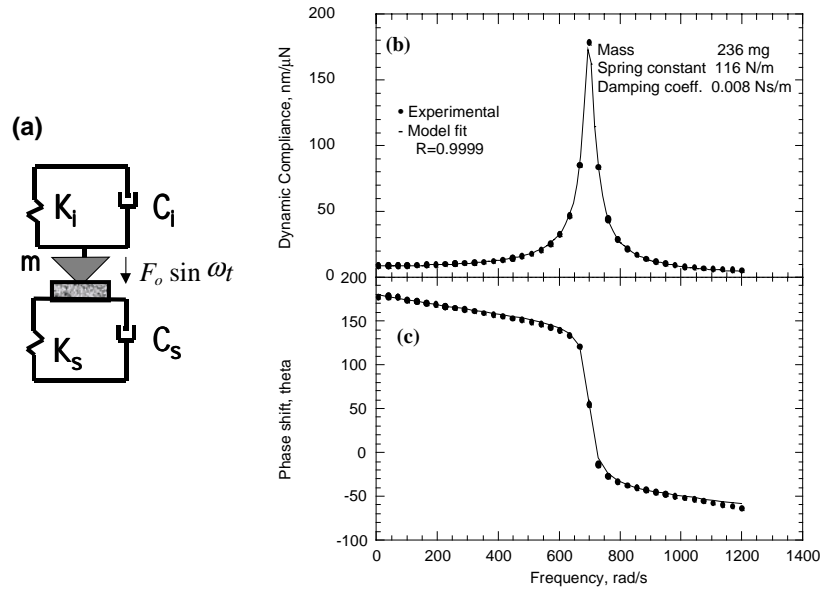 (a)
K_i
C_i
m
F_o sin ωt
K_s
C_s
(b)
Dynamic Compliance, nm/μN
200
150
100
50
0
Mass 236 mg
Spring constant 116 N/m
Damping coeff. 0.008 Ns/m
• Experimental
- Model fit
R=0.9999
(c)
Phase shift, theta
200
150
100
50
0
-50
-100
0 200 400 600 800 1000 1200 1400
Frequency, rad/s